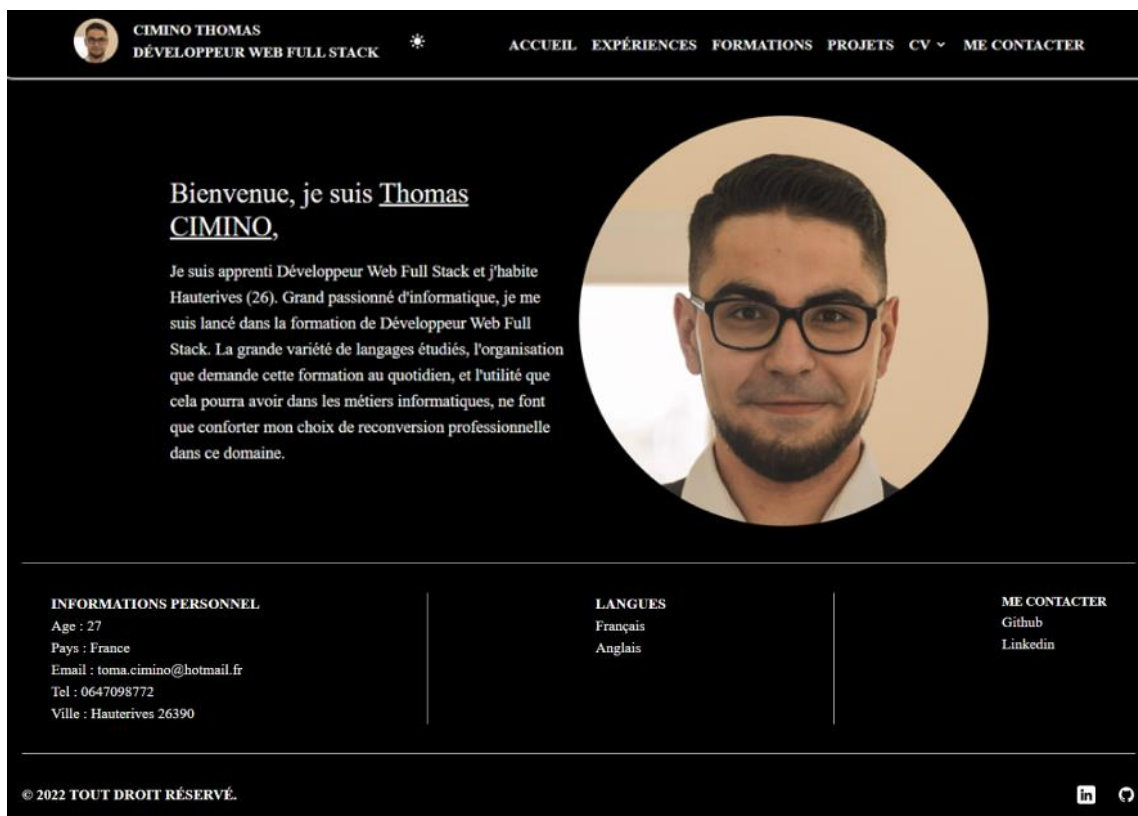 CIMINO THOMAS
DÉVELOPPEUR WEB FULL STACK
ACCUEIL EXPÉRIENCES FORMATIONS PROJETS CV ME CONTACTER
Bienvenue, je suis Thomas
CIMINO,
Je suis apprenti Développeur Web Full Stack et j'habite
Hauterives (26). Grand passionné d'informatique, je me
suis lancé dans la formation de Développeur Web Full
Stack. La grande variété de langages étudiés, l'organisation
que demande cette formation au quotidien, et l'utilité que
cela pourra avoir dans les métiers informatiques, ne font
que conforter mon choix de reconversion professionnelle
dans ce domaine.
INFORMATIONS PERSONNEL
Age : 27
Pays : France
Email : toma.cimino@hotmail.fr
Tel : 0647098772
Ville : Hauterives 26390
LANGUES
Français
Anglais
ME CONTACTER
Github
Linkedin
© 2022 TOUT DROIT RÉSERVÉ.
in